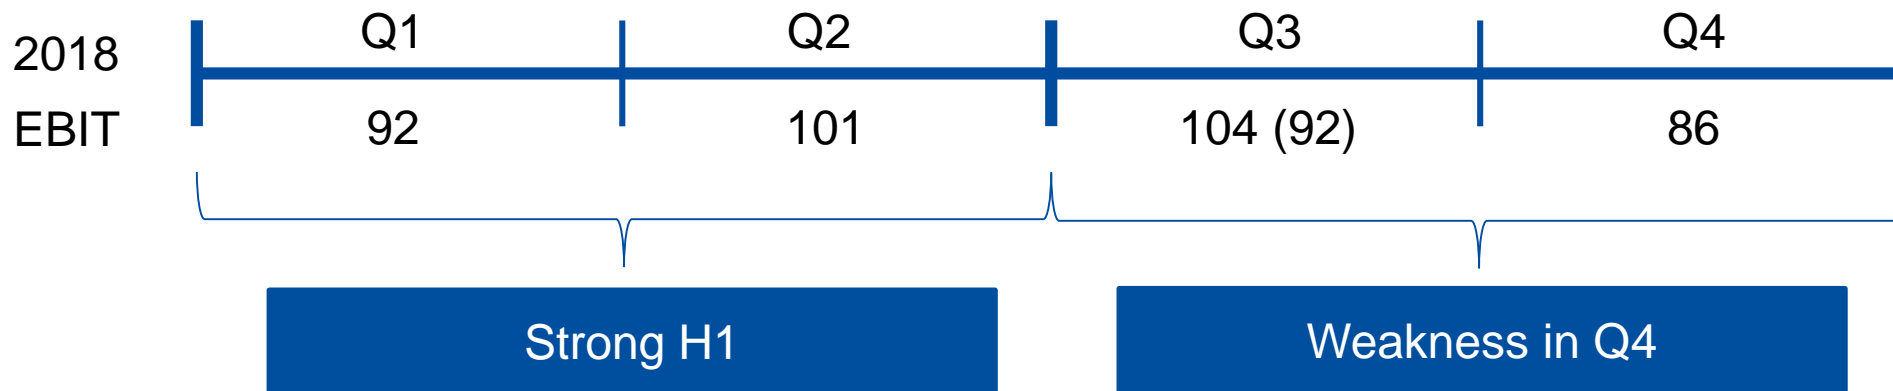 2018 Q1 Q2 Q3 Q4
EBIT 92 101 104 (92) 86
Strong H1 Weakness in Q4